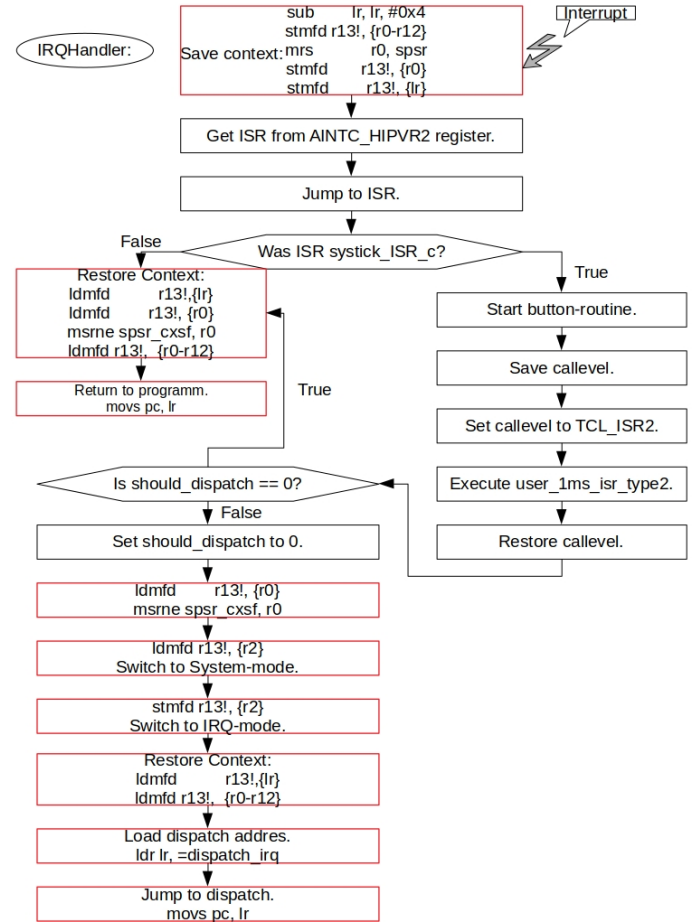 Interrupt
IRQHandler:
sub lr, lr, #0x4
stmfd r13!, {r0-r12}
Save context: mrs r0, spsr
stmfd r13!, {r0}
stmfd r13!, {lr}
Get ISR from AINTC_HIPVR2 register.
Jump to ISR.
Was ISR systick_ISR_c?
False
True
Restore Context:
ldmfd r13!,{lr}
ldmfd r13!, {r0}
msrne spsr_cxsf, r0
ldmfd r13!, {r0-r12}
Return to programm.
movs pc, lr
True
Start button-routine.
Save callevel.
Set callevel to TCL_ISR2.
Execute user_1ms_isr_type2.
Restore callevel.
Is should_dispatch == 0?
False
Set should_dispatch to 0.
ldmfd r13!, {r0}
msrne spsr_cxsf, r0
ldmfd r13!, {r2}
Switch to System-mode.
stmfd r13!, {r2}
Switch to IRQ-mode.
Restore Context:
ldmfd r13!,{lr}
ldmfd r13!, {r0-r12}
Load dispatch addres.
ldr lr, =dispatch_irq
Jump to dispatch.
movs pc, lr